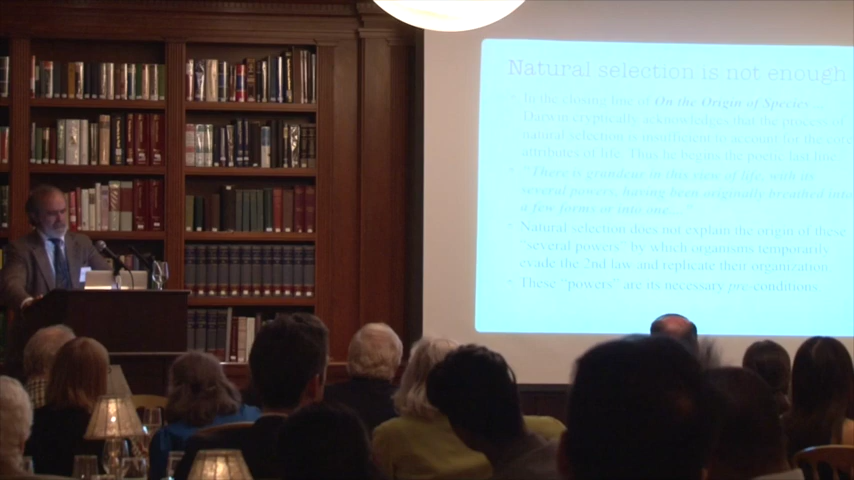 Natural selection is not enough
• In the closing line of On the Origin of Species ...
Darwin cryptically acknowledges that the process of
natural selection is insufficient to account for the core
attributes of life. Thus he begins the poetic last line:
• "There is grandeur in this view of life, with its
several powers, having been originally breathed into
a few forms or into one...."
• Natural selection does not explain the origin of these
"several powers" by which organisms temporarily
evade the 2nd law and replicate their organization
• These "powers" are its necessary pre-conditions